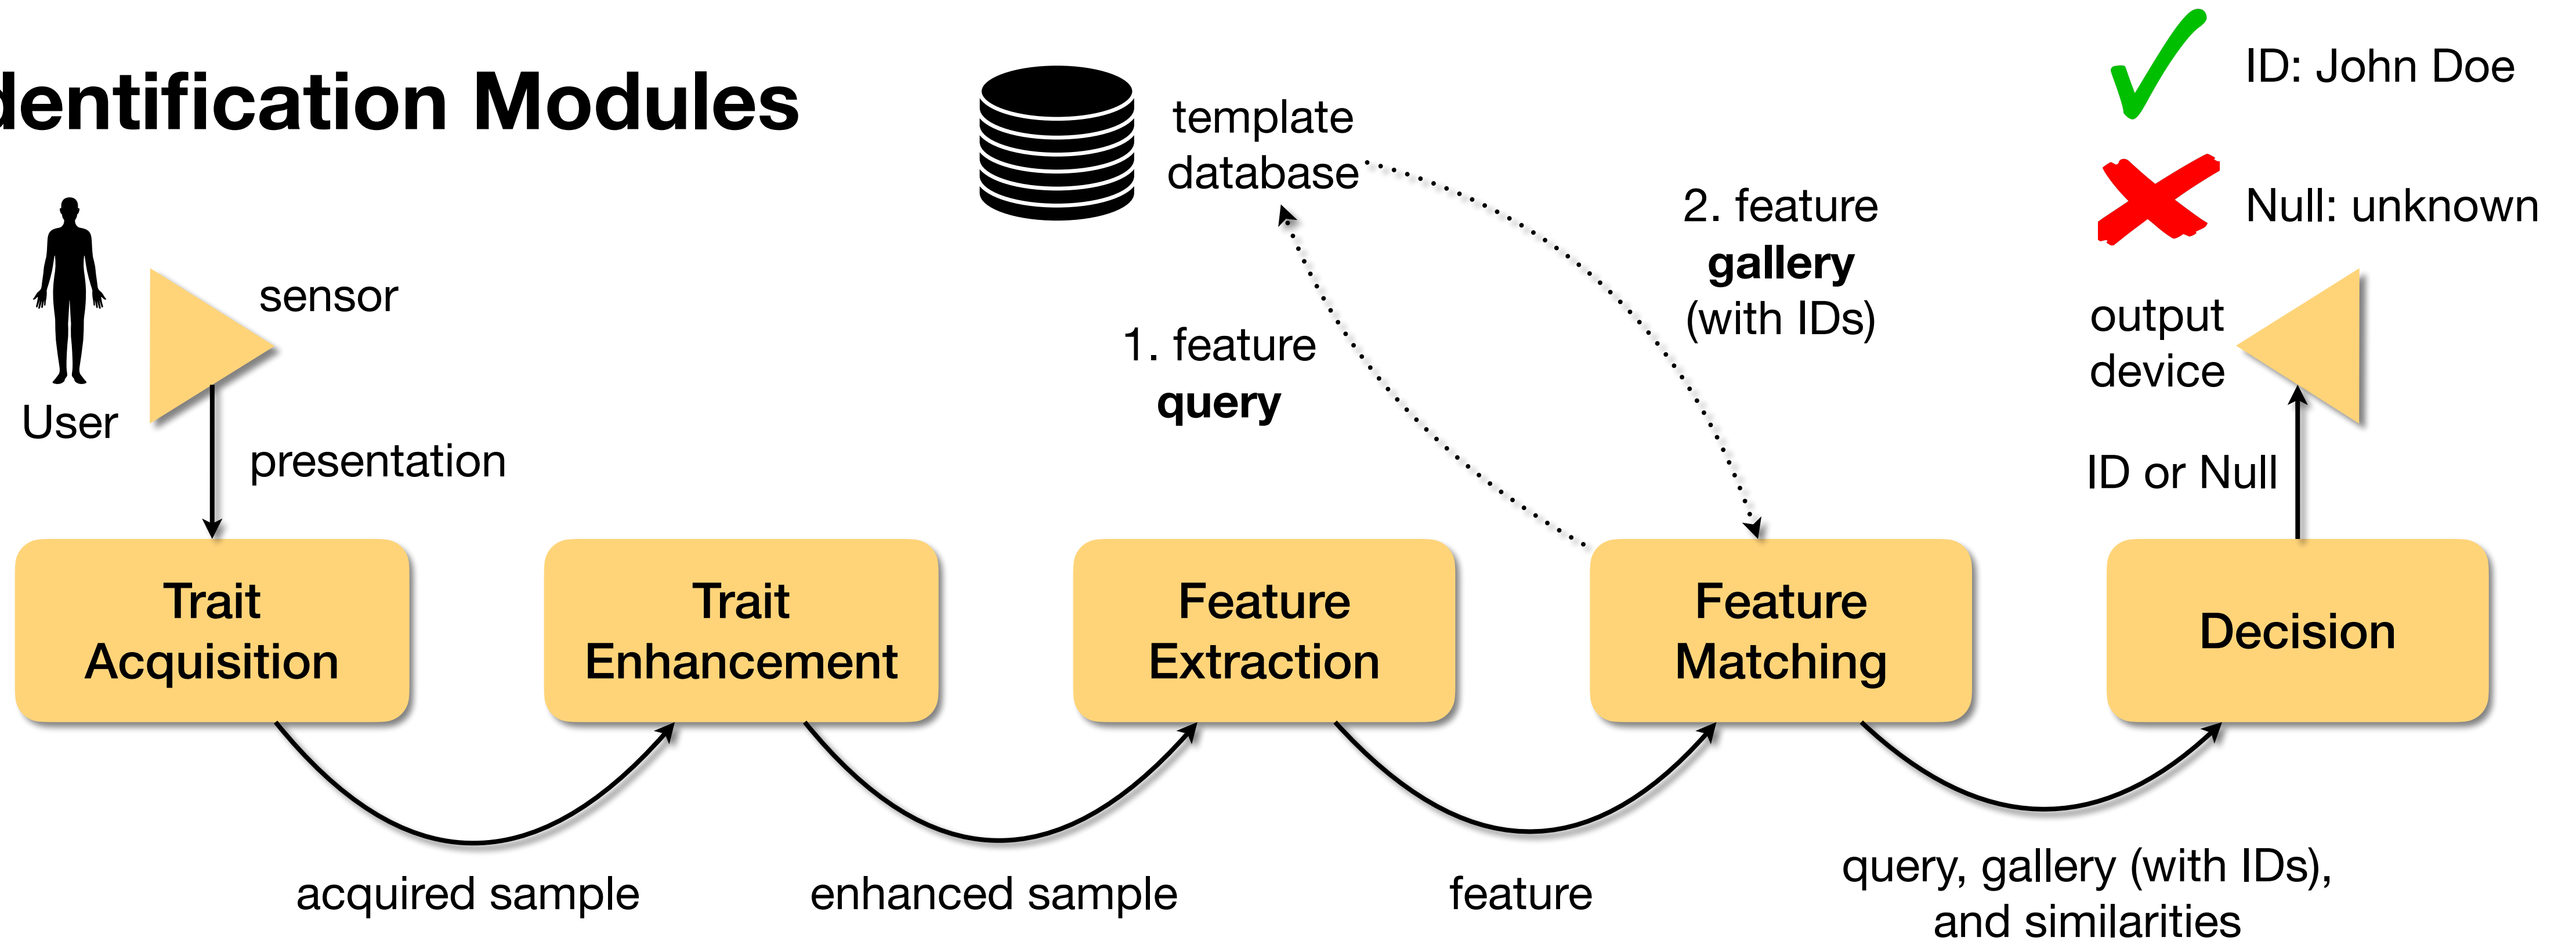 dentification Modules
template
database
ID: John Doe
Null: unknown
User
sensor
presentation
1. feature
query
2. feature
gallery
(with IDs)
output
device
ID or Null
Trait
Acquisition
Trait
Enhancement
Feature
Extraction
Feature
Matching
Decision
acquired sample
enhanced sample
feature
query, gallery (with IDs),
and similarities